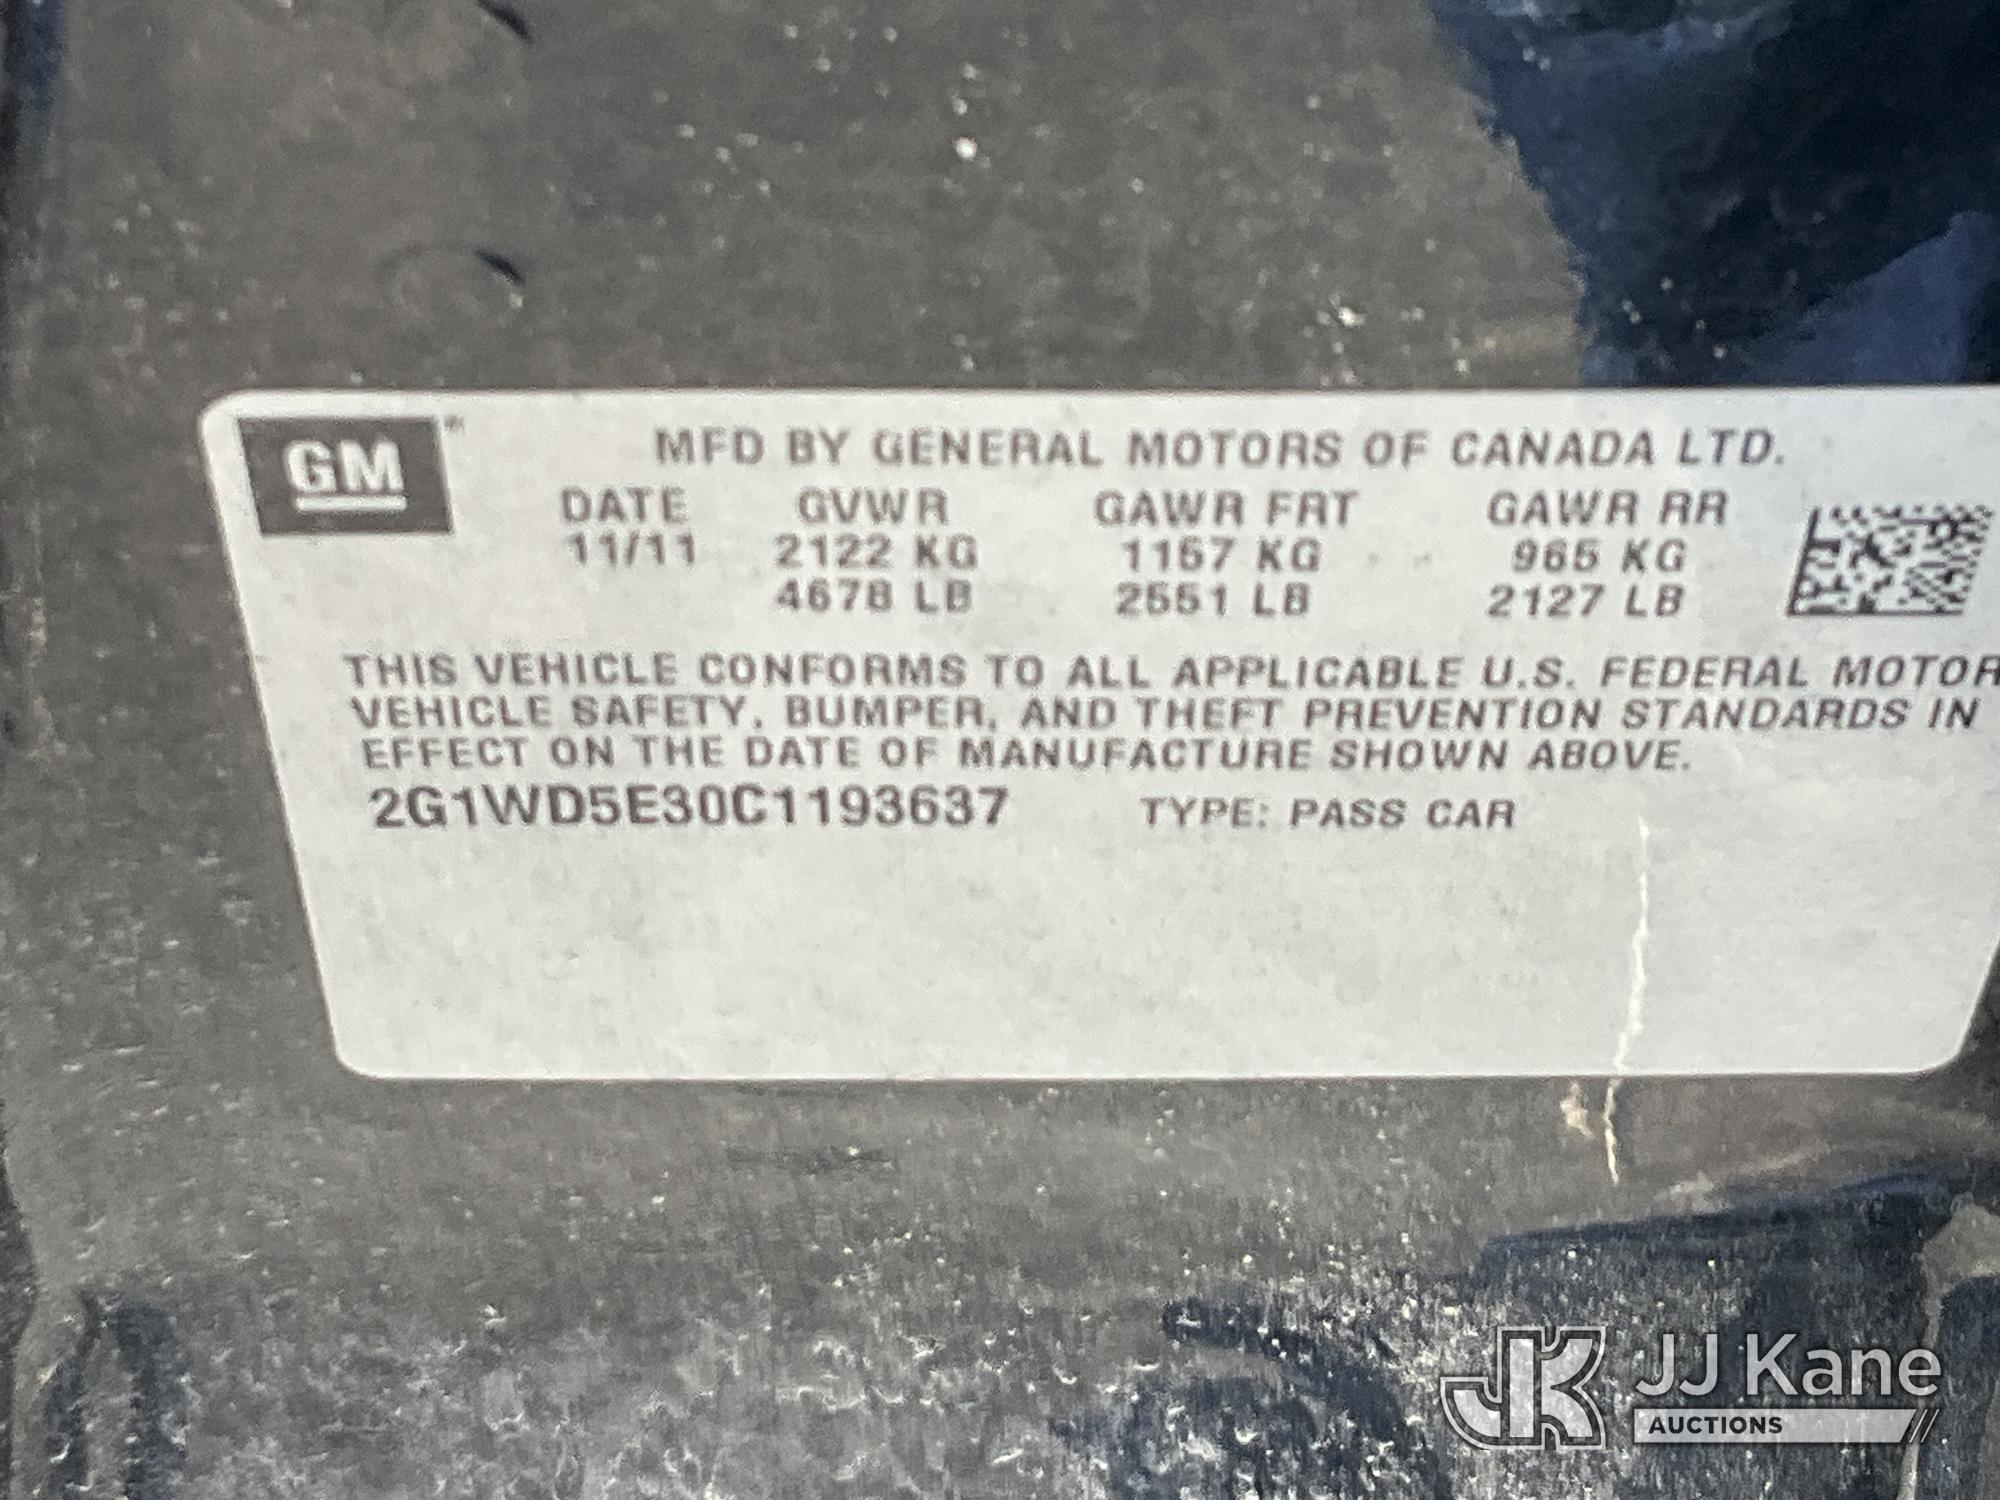 GM
MFD BY GENERAL MOTORS OF CANADA LTD.
DATE GVWR GAWR FRT GAWR RR
11/11 2122 KG 1157 KG 965 KG
4678 LB 2551 LB 2127 LB
THIS VEHICLE CONFORMS TO ALL APPLICABLE U.S. FEDERAL MOTOR
VEHICLE SAFETY, BUMPER, AND THEFT PREVENTION STANDARDS IN
EFFECT ON THE DATE OF MANUFACTURE SHOWN ABOVE.
2G1WD5E30C1193637 TYPE: PASS CAR
JK JJ Kane
AUCTIONS